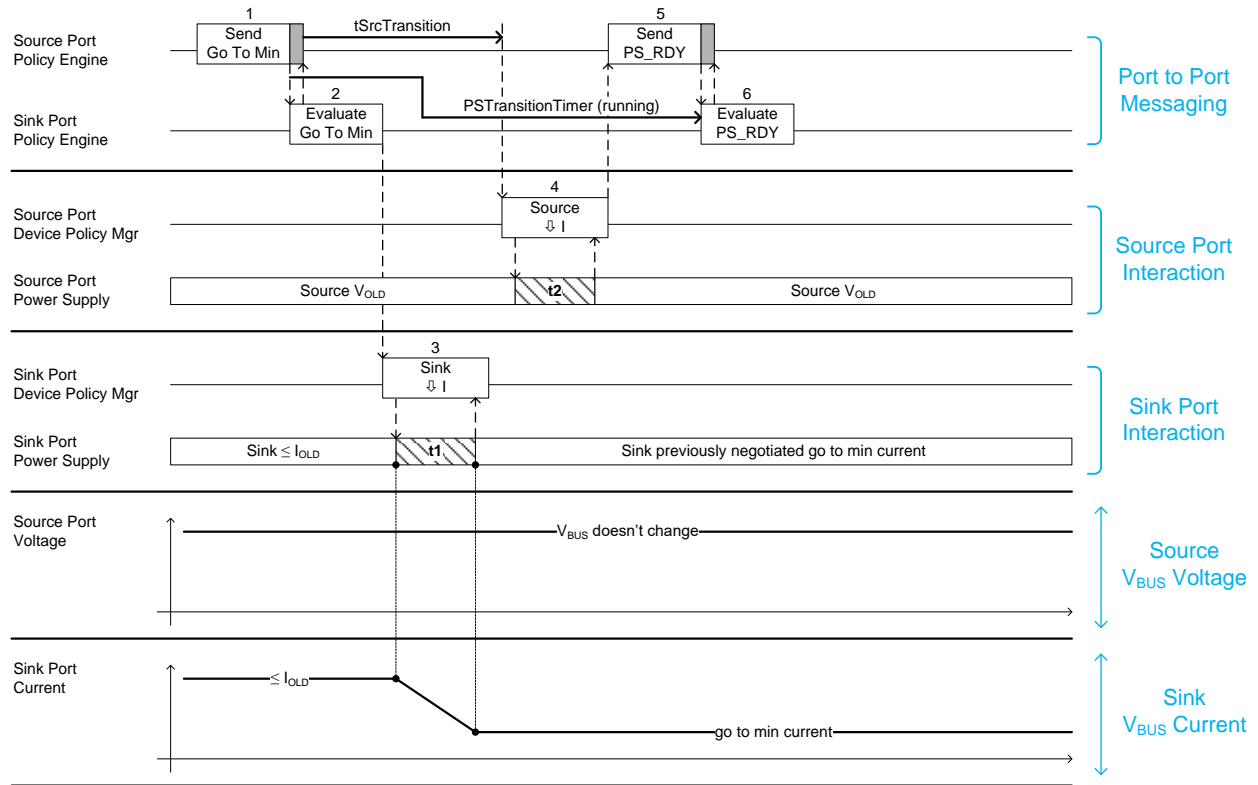 1
5
Send
Go To Min
tSrcTransition
Send
PS_RDY
Source Port
Policy Engine
Port to Port
Messaging
2
6
Evaluate
Go To Min
PSTransitionTimer (running)
Evaluate
PS_RDY
Sink Port
Policy Engine
4
Source
⇩ I
Source Port
Device Policy Mgr
Source Port
Interaction
Source Port
Power Supply
Source VOLD
t2
Source VOLD
3
Sink
⇩ I
Sink Port
Device Policy Mgr
Sink Port
Interaction
Sink Port
Power Supply
Sink ≤ IOLD
t1
Sink previously negotiated go to min current
Source Port
Voltage
VBUS doesn't change
Source
VBUS Voltage
Sink Port
Current
≤ IOLD
go to min current
Sink
VBUS Current